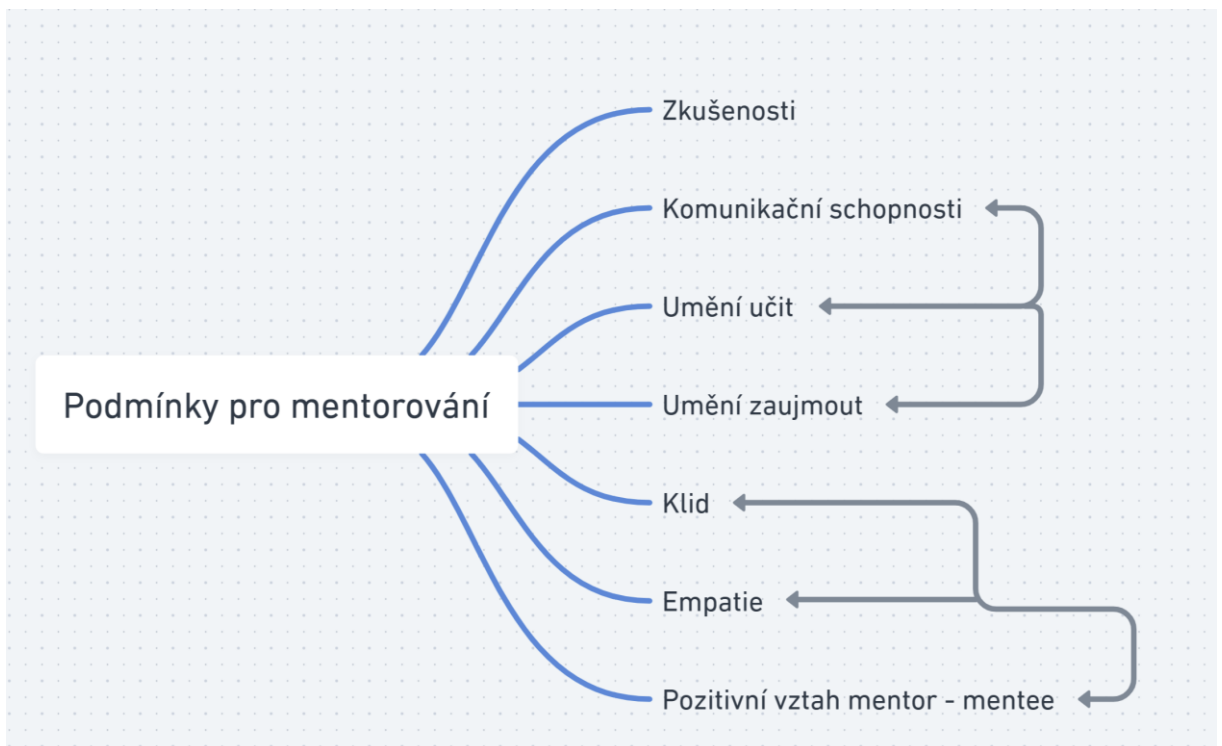 Zkušenosti
Komunikační schopnosti
Umění učit
Podmínky pro mentorování
Umění zaujmout
Klid
Empatie
Pozitivní vztah mentor - mentee